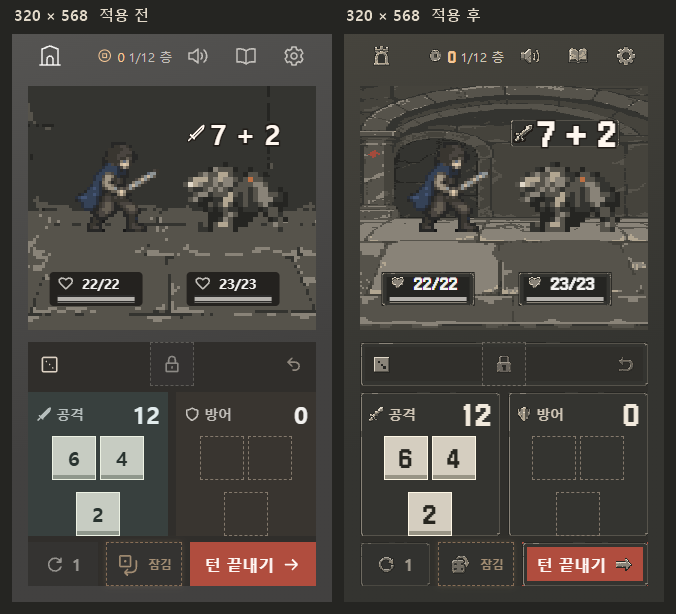 320 × 568 적용 전
0 1/12 층
7 + 2
22/22
23/23
공격 12
방어 0
6 4
2
1
잠김
턴 끝내기 →
320 × 568 적용 후
0 1/12 층
7 + 2
22/22
23/23
공격 12
방어 0
6 4
2
1
잠김
턴 끝내기